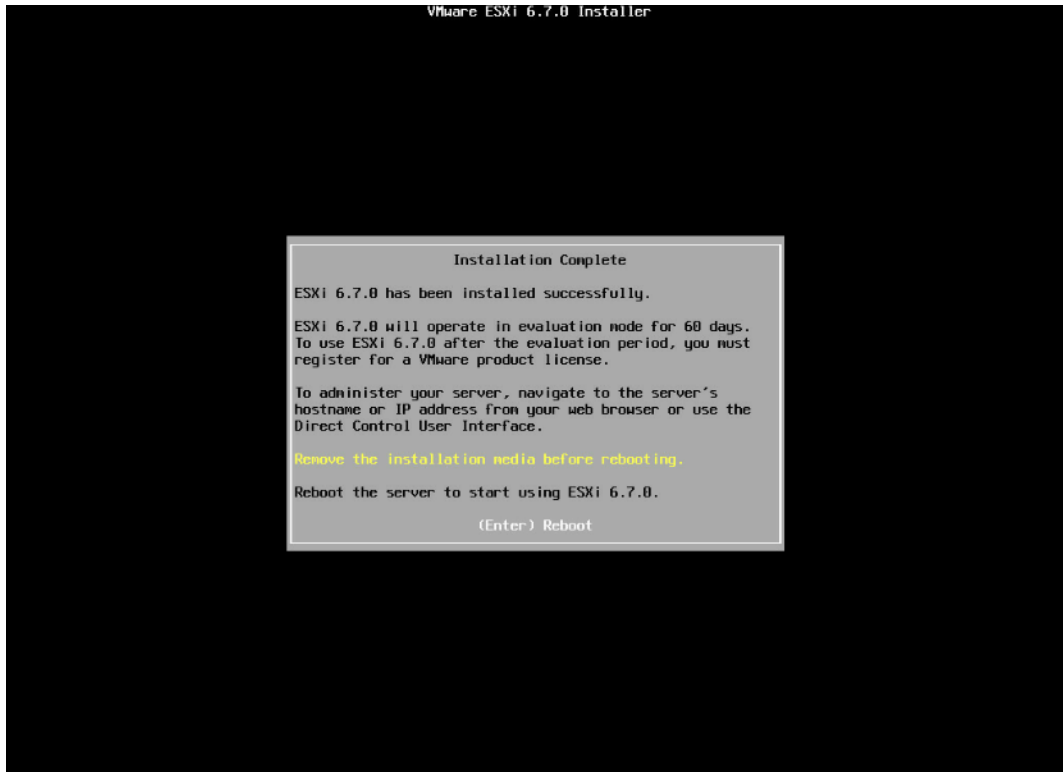 VMware ESXi 6.7.0 Installer
Installation Complete
ESXi 6.7.0 has been installed successfully.
ESXi 6.7.0 will operate in evaluation mode for 60 days.
To use ESXi 6.7.0 after the evaluation period, you must
register for a VMware product license.
To administer your server, navigate to the server's
hostname or IP address from your web browser or use the
Direct Control User Interface.
Remove the installation media before rebooting.
Reboot the server to start using ESXi 6.7.0.
(Enter) Reboot